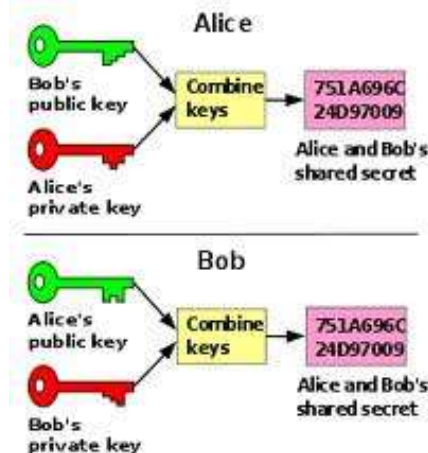 Alice
Bob's
public key
Alice's
private key
Combine
keys
751A696C
24D97009
Alice and Bob's
shared secret
Bob
Alice's
public key
Bob's
private key
Combine
keys
751A696C
24D97009
Alice and Bob's
shared secret